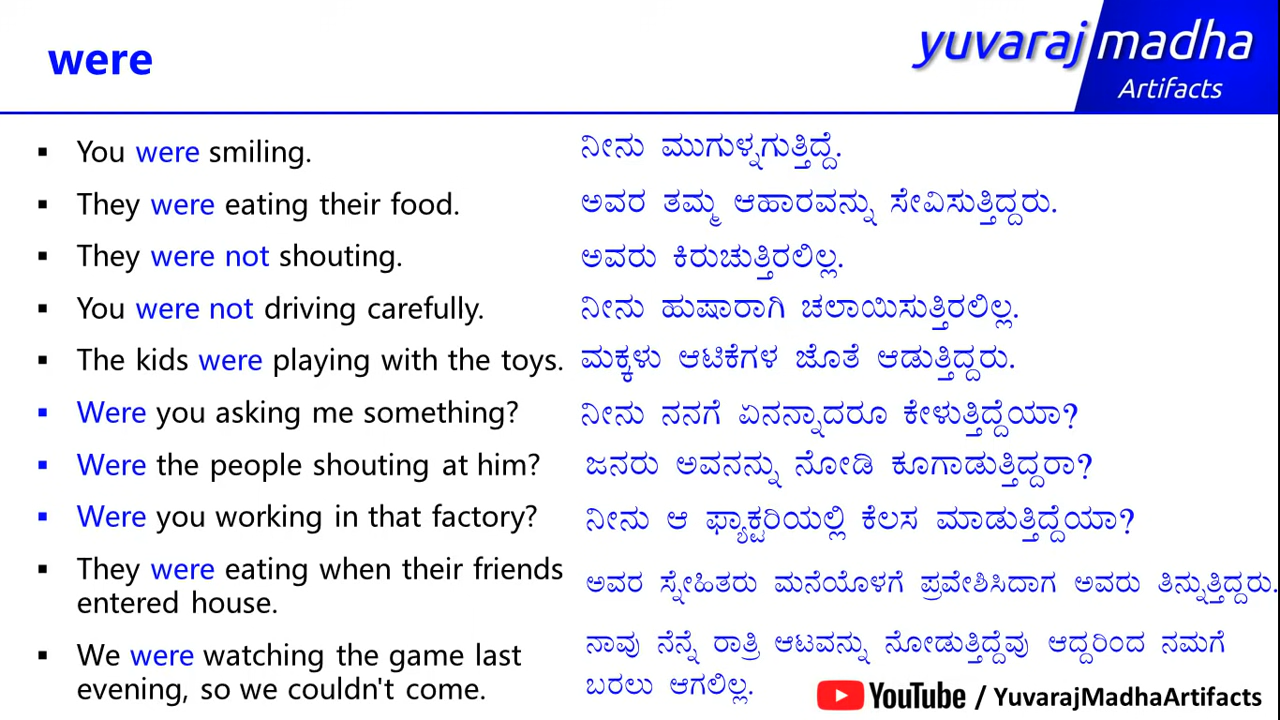 were
yuvaraj madha
Artifacts
▪ You were smiling. ನೀನು ಮುಗುಳ್ನಗುತ್ತಿದ್ದೆ.
▪ They were eating their food. ಅವರ ತಮ್ಮ ಆಹಾರವನ್ನು ಸೇವಿಸುತ್ತಿದ್ದರು.
▪ They were not shouting. ಅವರು ಕಿರುಚುತ್ತಿರಲಿಲ್ಲ.
▪ You were not driving carefully. ನೀನು ಹುಷಾರಾಗಿ ಚಲಾಯಿಸುತ್ತಿರಲಿಲ್ಲ.
▪ The kids were playing with the toys. ಮಕ್ಕಳು ಆಟಿಕೆಗಳ ಜೊತೆ ಆಡುತ್ತಿದ್ದರು.
▪ Were you asking me something? ನೀನು ನನಗೆ ಏನನ್ನಾದರೂ ಕೇಳುತ್ತಿದ್ದೆಯಾ?
▪ Were the people shouting at him? ಜನರು ಅವನನ್ನು ನೋಡಿ ಕೂಗಾಡುತ್ತಿದ್ದರಾ?
▪ Were you working in that factory? ನೀನು ಆ ಫ್ಯಾಕ್ಟರಿಯಲ್ಲಿ ಕೆಲಸ ಮಾಡುತ್ತಿದ್ದೆಯಾ?
▪ They were eating when their friends
entered house.
ಅವರ ಸ್ನೇಹಿತರು ಮನೆಯೊಳಗೆ ಪ್ರವೇಶಿಸಿದಾಗ ಅವರು ತಿನ್ನುತ್ತಿದ್ದರು.
▪ We were watching the game last
evening, so we couldn't come.
ನಾವು ನೆನ್ನೆ ರಾತ್ರಿ ಆಟವನ್ನು ನೋಡುತ್ತಿದ್ದೆವು ಆದ್ದರಿಂದ ನಮಗೆ
ಬರಲು ಆಗಲಿಲ್ಲ.
YouTube / YuvarajMadhaArtifacts